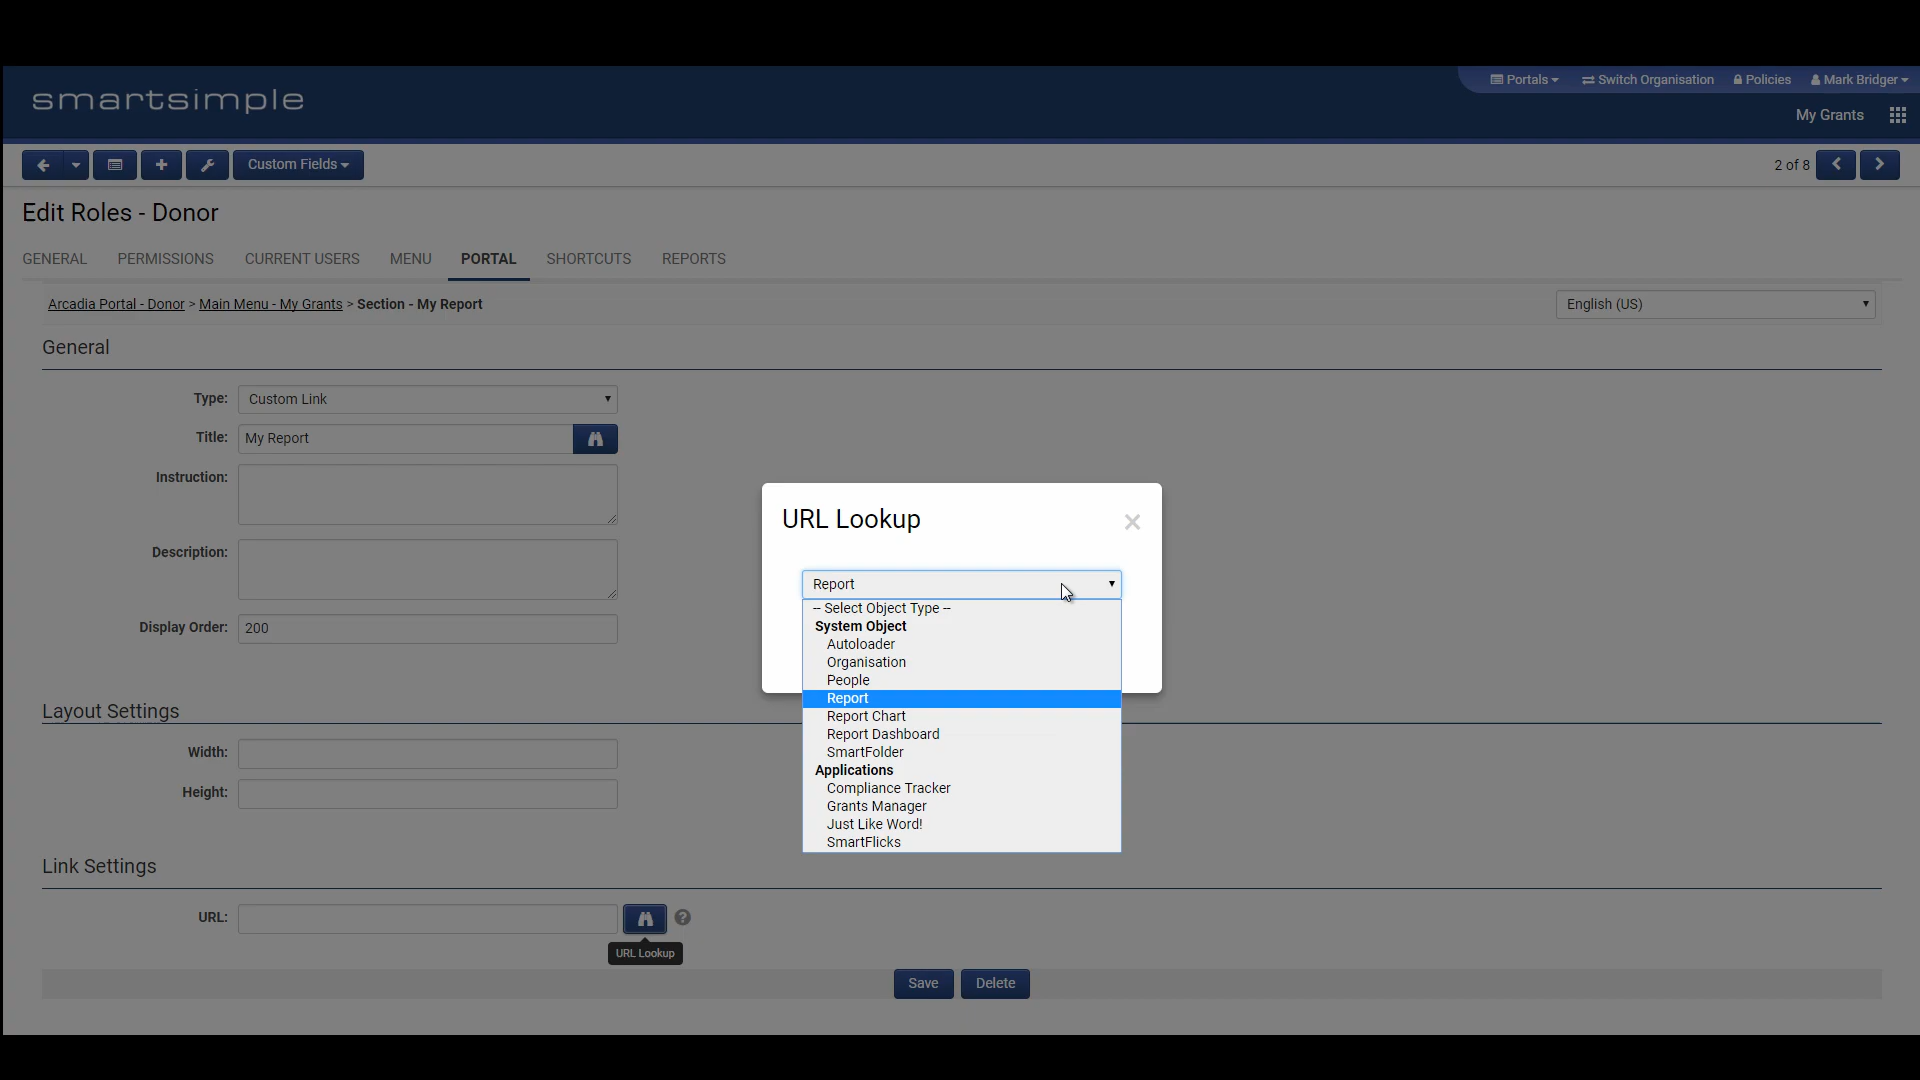 smartsimple
Portals
Switch Organisation
Policies
Mark Bridger
My Grants
Custom Fields
2 of 8
Edit Roles - Donor
GENERAL
PERMISSIONS
CURRENT USERS
MENU
PORTAL
SHORTCUTS
REPORTS
Arcadia Portal - Donor > Main Menu - My Grants > Section - My Report
English (US)
General
Type: Custom Link
Title: My Report
Instruction:
Description:
Display Order: 200
URL Lookup
Report
-- Select Object Type --
System Object
Autoloader
Organisation
People
Report
Report Chart
Report Dashboard
SmartFolder
Applications
Compliance Tracker
Grants Manager
Just Like Word!
SmartFlicks
Layout Settings
Width:
Height:
Link Settings
URL:
?
URL Lookup
Save
Delete